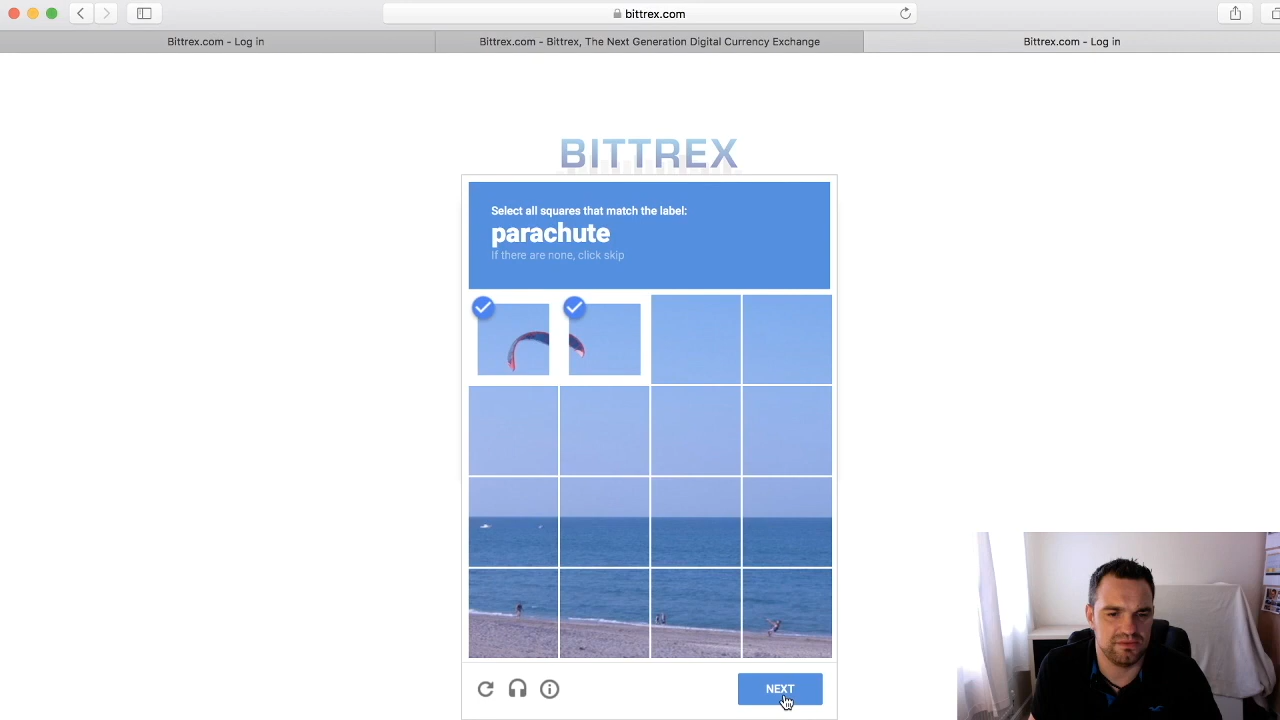 bittrex.com
Bittrex.com - Log in
Bittrex.com - Bittrex, The Next Generation Digital Currency Exchange
Bittrex.com - Log in
BITTREX
Select all squares that match the label:
parachute
If there are none, click skip
NEXT